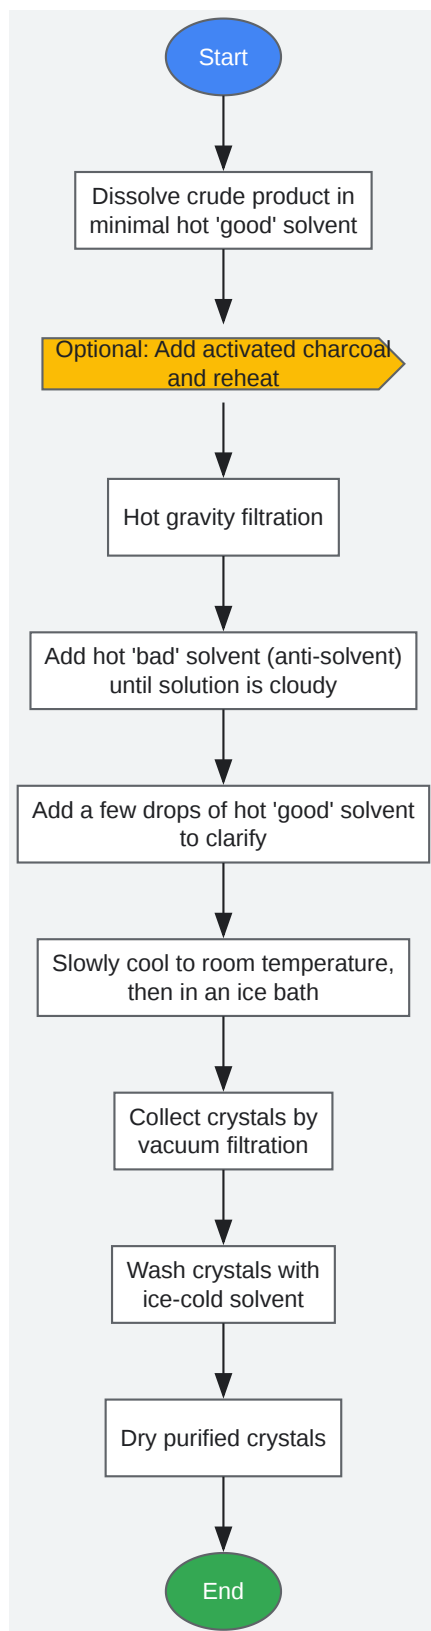 Start
Dissolve crude product in
minimal hot 'good' solvent
Optional: Add activated charcoal
and reheat
Hot gravity filtration
Add hot 'bad' solvent (anti-solvent)
until solution is cloudy
Add a few drops of hot 'good' solvent
to clarify
Slowly cool to room temperature,
then in an ice bath
Collect crystals by
vacuum filtration
Wash crystals with
ice-cold solvent
Dry purified crystals
End